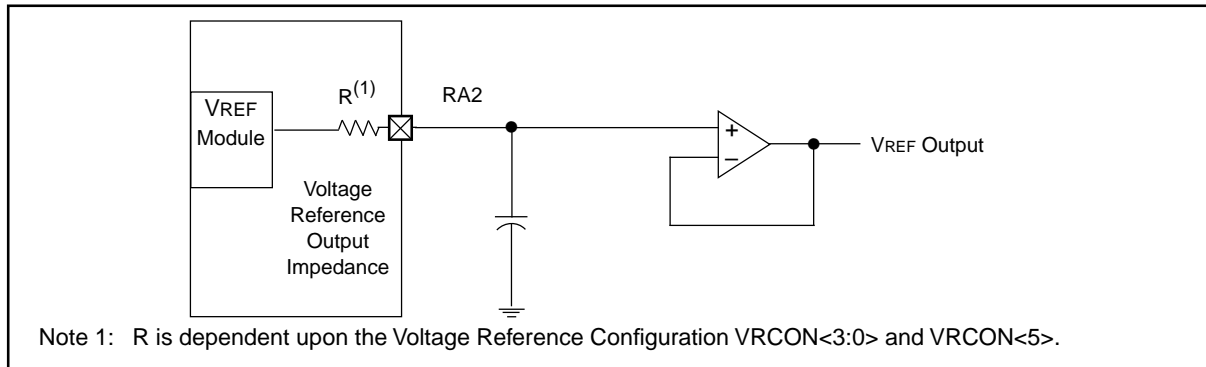 R(1)
RA2
VREF
Module
+
–
VREF Output
Voltage
Reference
Output
Impedance
Note 1: R is dependent upon the Voltage Reference Configuration VRCON<3:0> and VRCON<5>.